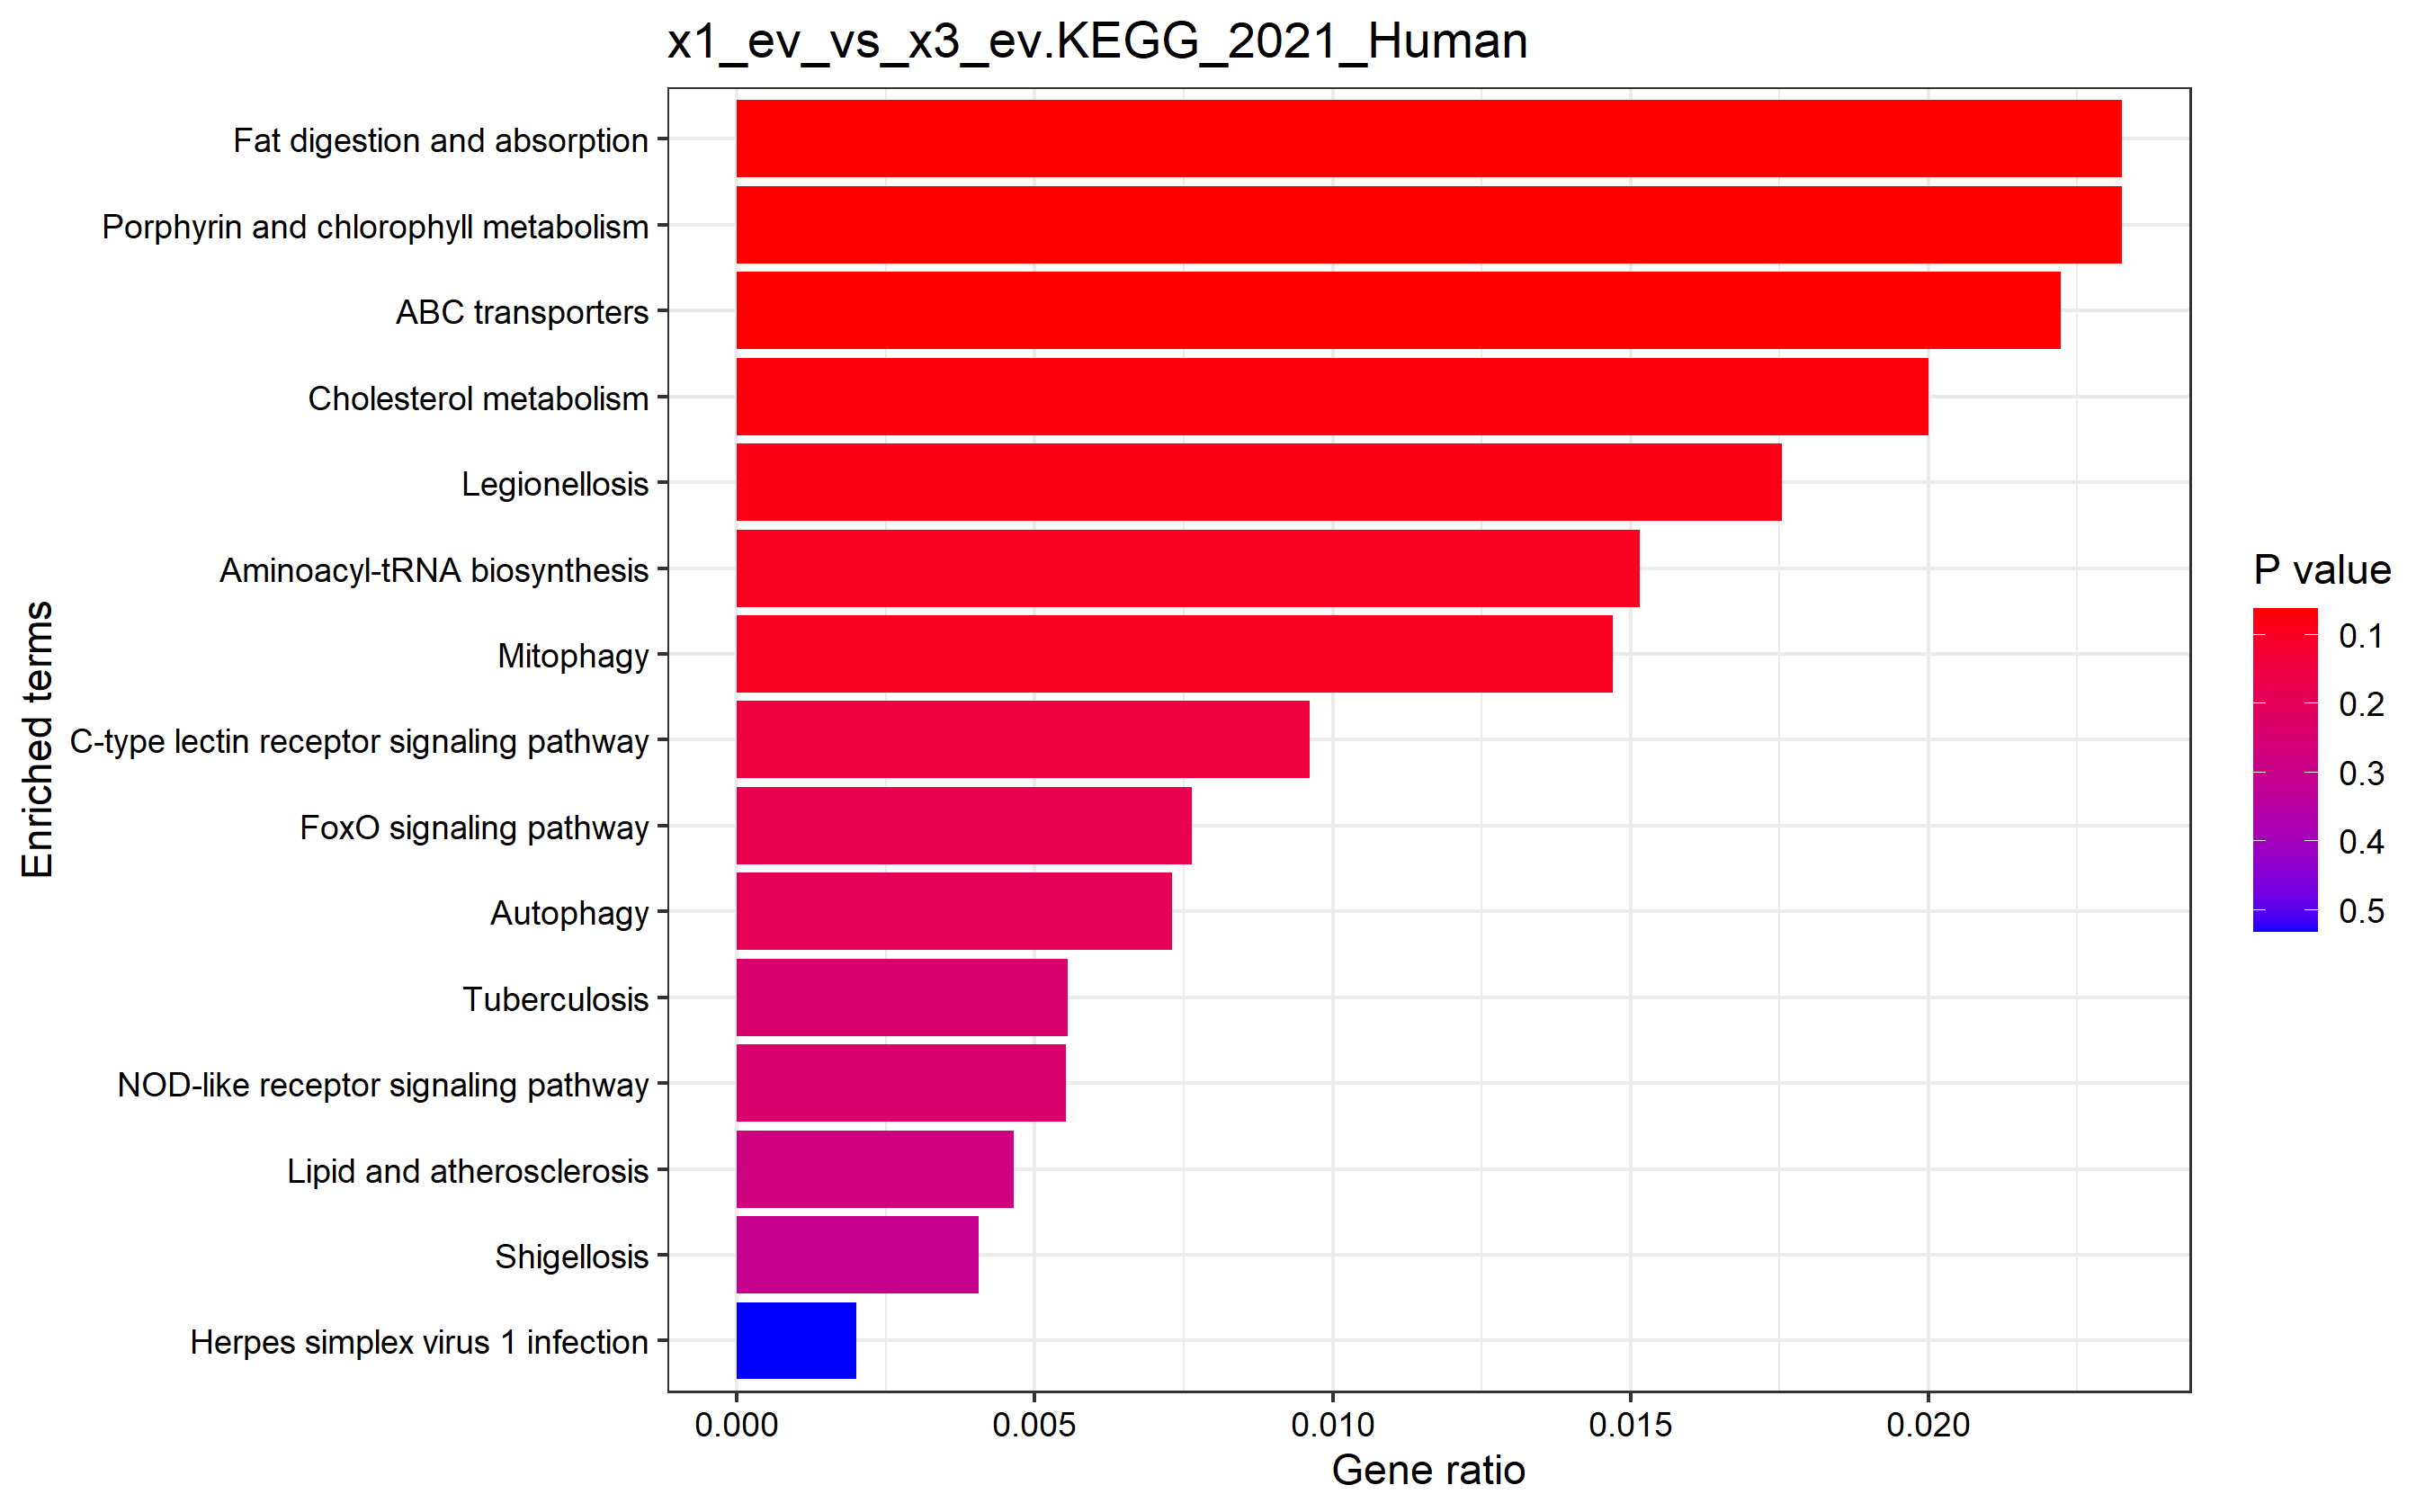 x1_ev_vs_x3_ev.KEGG_2021_Human
Fat digestion and absorption
Porphyrin and chlorophyll metabolism
ABC transporters
Cholesterol metabolism
Legionellosis
Aminoacyl-tRNA biosynthesis
Mitophagy
C-type lectin receptor signaling pathway
FoxO signaling pathway
Autophagy
Tuberculosis
NOD-like receptor signaling pathway
Lipid and atherosclerosis
Shigellosis
Herpes simplex virus 1 infection
Enriched terms
0.000 0.005 0.010 0.015 0.020
Gene ratio
P value
0.1
0.2
0.3
0.4
0.5